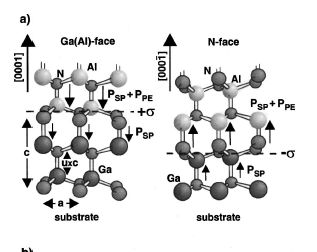 a)
Ga(Al)-face
N-face
[0001]
[0001̄]
N
Al
N
Al
P_SP + P_PE
P_SP + P_PE
+σ
P_SP
c
-σ
uxc
Ga
P_SP
Ga
a
substrate
substrate